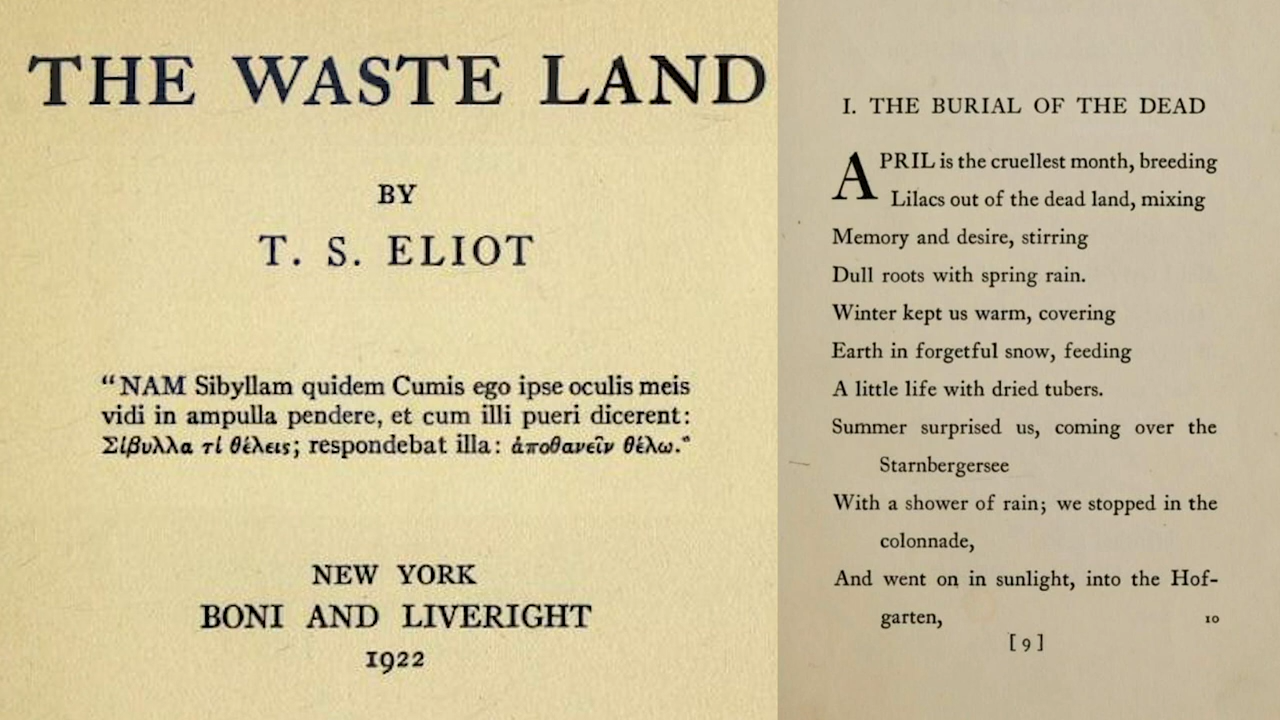 THE WASTE LAND
BY
T. S. ELIOT
“NAM Sibyllam quidem Cumis ego ipse oculis meis
vidi in ampulla pendere, et cum illi pueri dicerent:
Σίβυλλα τί θέλεις; respondebat illa: ἀποθανεῖν θέλω.”
NEW YORK
BONI AND LIVERIGHT
1922
I. THE BURIAL OF THE DEAD
APRIL is the cruellest month, breeding
Lilacs out of the dead land, mixing
Memory and desire, stirring
Dull roots with spring rain.
Winter kept us warm, covering
Earth in forgetful snow, feeding
A little life with dried tubers.
Summer surprised us, coming over the
Starnbergersee
With a shower of rain; we stopped in the
colonnade,
And went on in sunlight, into the Hof-
garten, 10
[ 9 ]